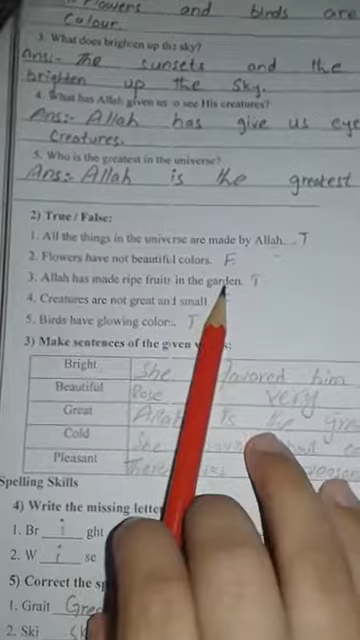 Flowers and birds are
Colour.
3. What does brighten up the sky?
Ans:- The sunsets and the
brighten up the sky.
4. What has Allah given us to see His creatures?
Ans:- Allah has give us eye
Creatures.
5. Who is the greatest in the universe?
Ans:- Allah is the greatest
2) True / False:
1. All the things in the universe are made by Allah. T
2. Flowers have not beautiful colors. F
3. Allah has made ripe fruits in the garden. T
4. Creatures are not great and small
5. Birds have glowing colors. T
3) Make sentences of the given
Bright She favored him
Beautiful Rose very
Great Allah is the gre
Cold She
Pleasant
Spelling Skills
4) Write the missing letter
1. Br i ght
2. W i se
5) Correct the sp
1. Grait Gre
2. Ski